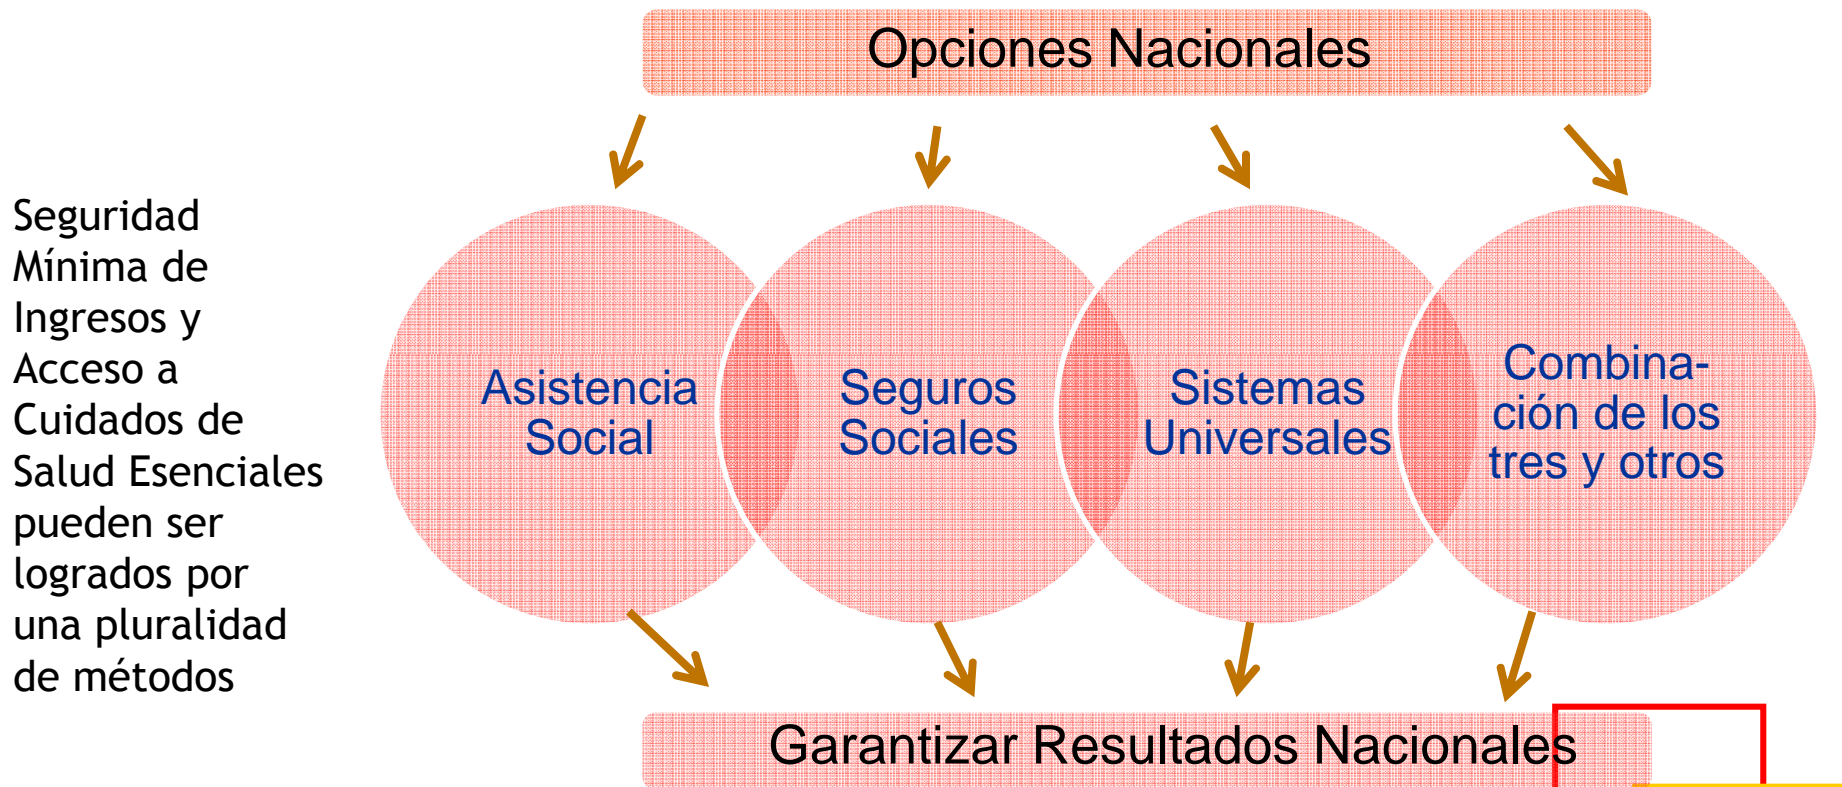 Opciones Nacionales
Seguridad
Mínima de
Ingresos y
Acceso a
Cuidados de
Salud Esenciales
pueden ser
logrados por
una pluralidad
de métodos
Asistencia
Social
Seguros
Sociales
Sistemas
Universales
Combina-
ción de los
tres y otros
Garantizar Resultados Nacionales